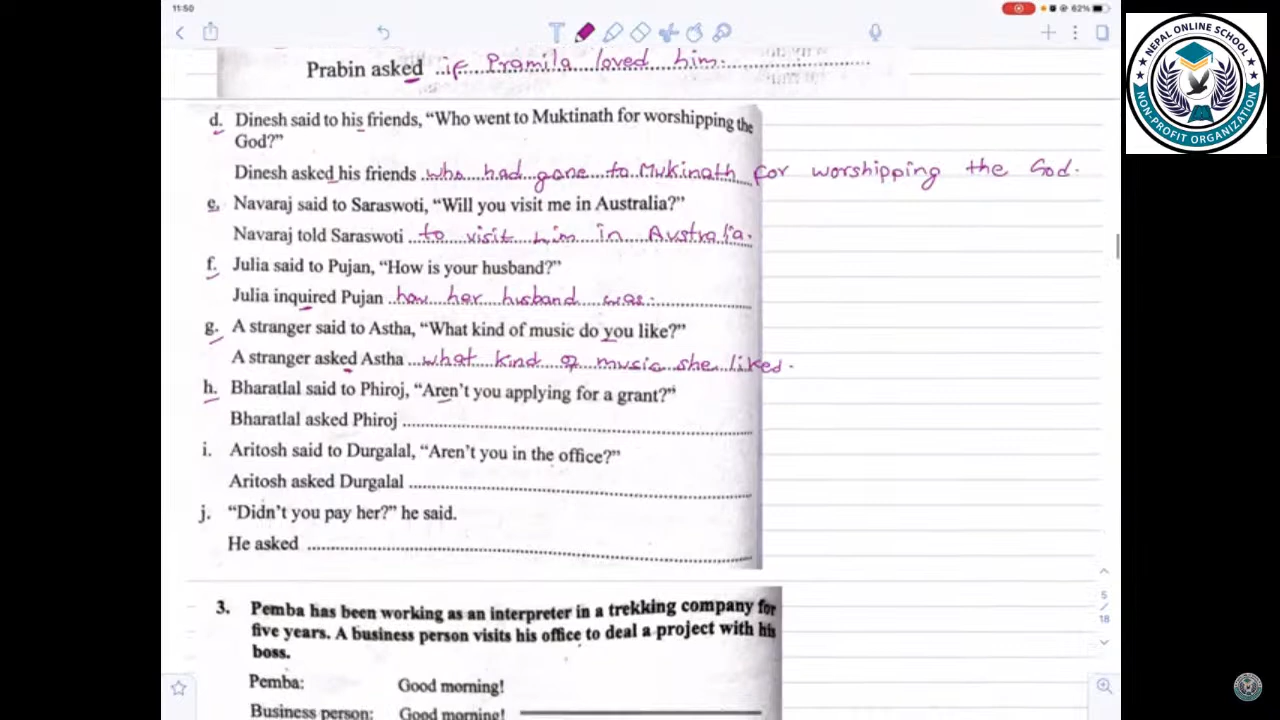 11:50
62%
NEPAL ONLINE SCHOOL
NON-PROFIT ORGANIZATION
Prabin asked if Pramila loved him.
d. Dinesh said to his friends, “Who went to Muktinath for worshipping the
God?”
Dinesh asked his friends who had gone to Mukinath for worshipping the God.
e. Navaraj said to Saraswoti, “Will you visit me in Australia?”
Navaraj told Saraswoti to visit him in Australia.
f. Julia said to Pujan, “How is your husband?”
Julia inquired Pujan how her husband was.
g. A stranger said to Astha, “What kind of music do you like?”
A stranger asked Astha what kind of music she liked.
h. Bharatlal said to Phiroj, “Aren’t you applying for a grant?”
Bharatlal asked Phiroj
i. Aritosh said to Durgalal, “Aren’t you in the office?”
Aritosh asked Durgalal
j. “Didn’t you pay her?” he said.
He asked
5
/
18
3. Pemba has been working as an interpreter in a trekking company for
five years. A business person visits his office to deal a project with his
boss.
Pemba: Good morning!
Business person: Good morning!